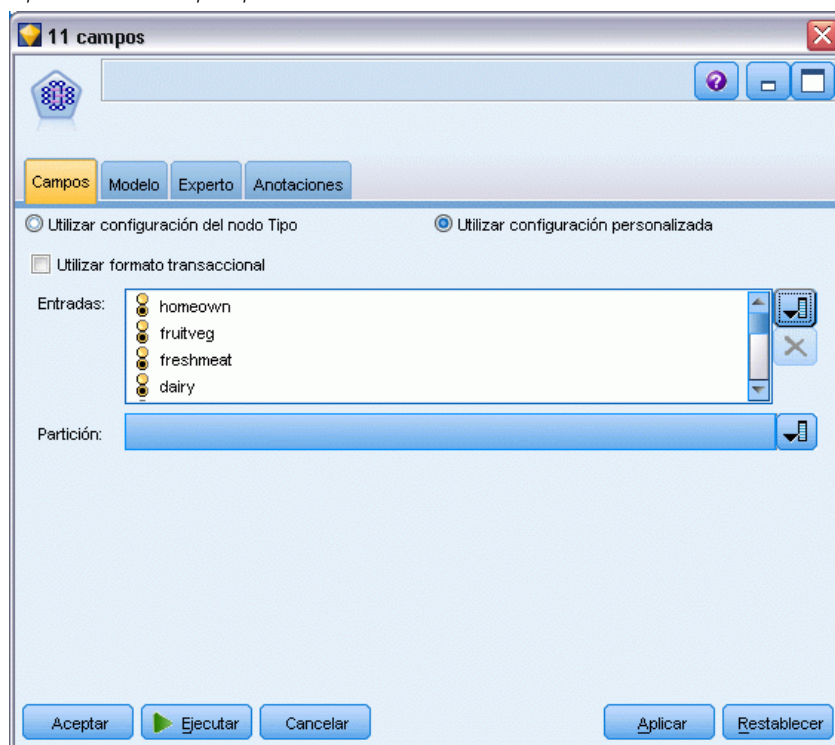 11 campos
Campos
Modelo
Experto
Anotaciones
Utilizar configuración del nodo Tipo
Utilizar configuración personalizada
Utilizar formato transaccional
Entradas:
homeown
fruitveg
freshmeat
dairy
Partición:
Aceptar
Ejecutar
Cancelar
Aplicar
Restablecer